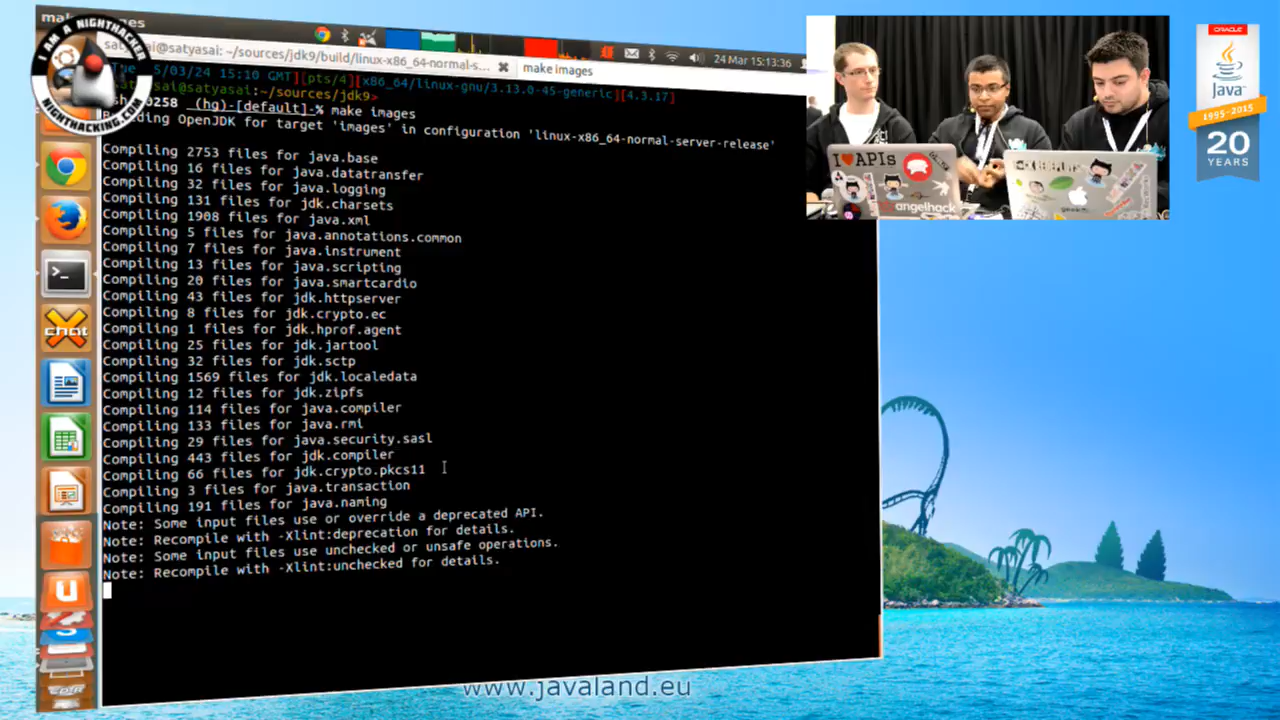 make images
I AM A NIGHTHACKER
NIGHTHACKING.COM
satyasai@satyasai: ~/sources/jdk9/build/linux-x86_64-normal-s...
make images
24 Mar 15:13:36
5/03/24 15:10 GMT][pts/4][x86_64/linux-gnu/3.13.0-45-generic][4.3.17]
@satyasai:~/sources/jdk9>
0258 (hg)-[default]-% make images
OpenJDK for target 'images' in configuration 'linux-x86_64-normal-server-release'
Compiling 2753 files for java.base
Compiling 16 files for java.datatransfer
Compiling 32 files for java.logging
Compiling 131 files for jdk.charsets
Compiling 1908 files for java.xml
Compiling 5 files for java.annotations.common
Compiling 7 files for java.instrument
Compiling 13 files for java.scripting
Compiling 20 files for java.smartcardio
Compiling 43 files for jdk.httpserver
Compiling 8 files for jdk.crypto.ec
Compiling 1 files for jdk.hprof.agent
Compiling 25 files for jdk.jartool
Compiling 32 files for jdk.sctp
Compiling 1569 files for jdk.localedata
Compiling 12 files for jdk.zipfs
Compiling 114 files for java.compiler
Compiling 133 files for java.rmi
Compiling 29 files for java.security.sasl
Compiling 443 files for jdk.compiler
Compiling 66 files for jdk.crypto.pkcs11
Compiling 3 files for java.transaction
Compiling 191 files for java.naming
Note: Some input files use or override a deprecated API.
Note: Recompile with -Xlint:deprecation for details.
Note: Some input files use unchecked or unsafe operations.
Note: Recompile with -Xlint:unchecked for details.
chat
I ♥ APIs
angelhack
ORACLE
Java
1995-2015
20
YEARS
www.javaland.eu